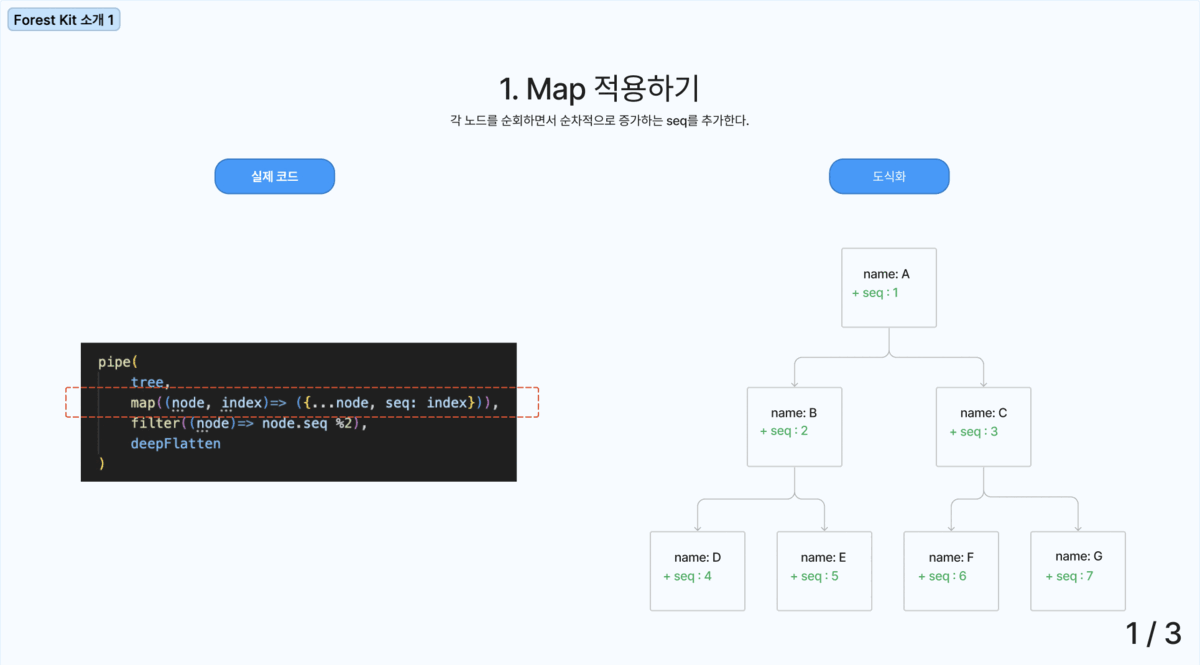 Forest Kit 소개 1
1. Map 적용하기
각 노드를 순회하면서 순차적으로 증가하는 seq를 추가한다.
실제 코드
도식화
pipe(
tree,
map((node, index)=> ({...node, seq: index})),
filter((node)=> node.seq %2),
deepFlatten
)
name: A
+ seq : 1
name: B
+ seq : 2
name: C
+ seq : 3
name: D
+ seq : 4
name: E
+ seq : 5
name: F
+ seq : 6
name: G
+ seq : 7
1 / 3